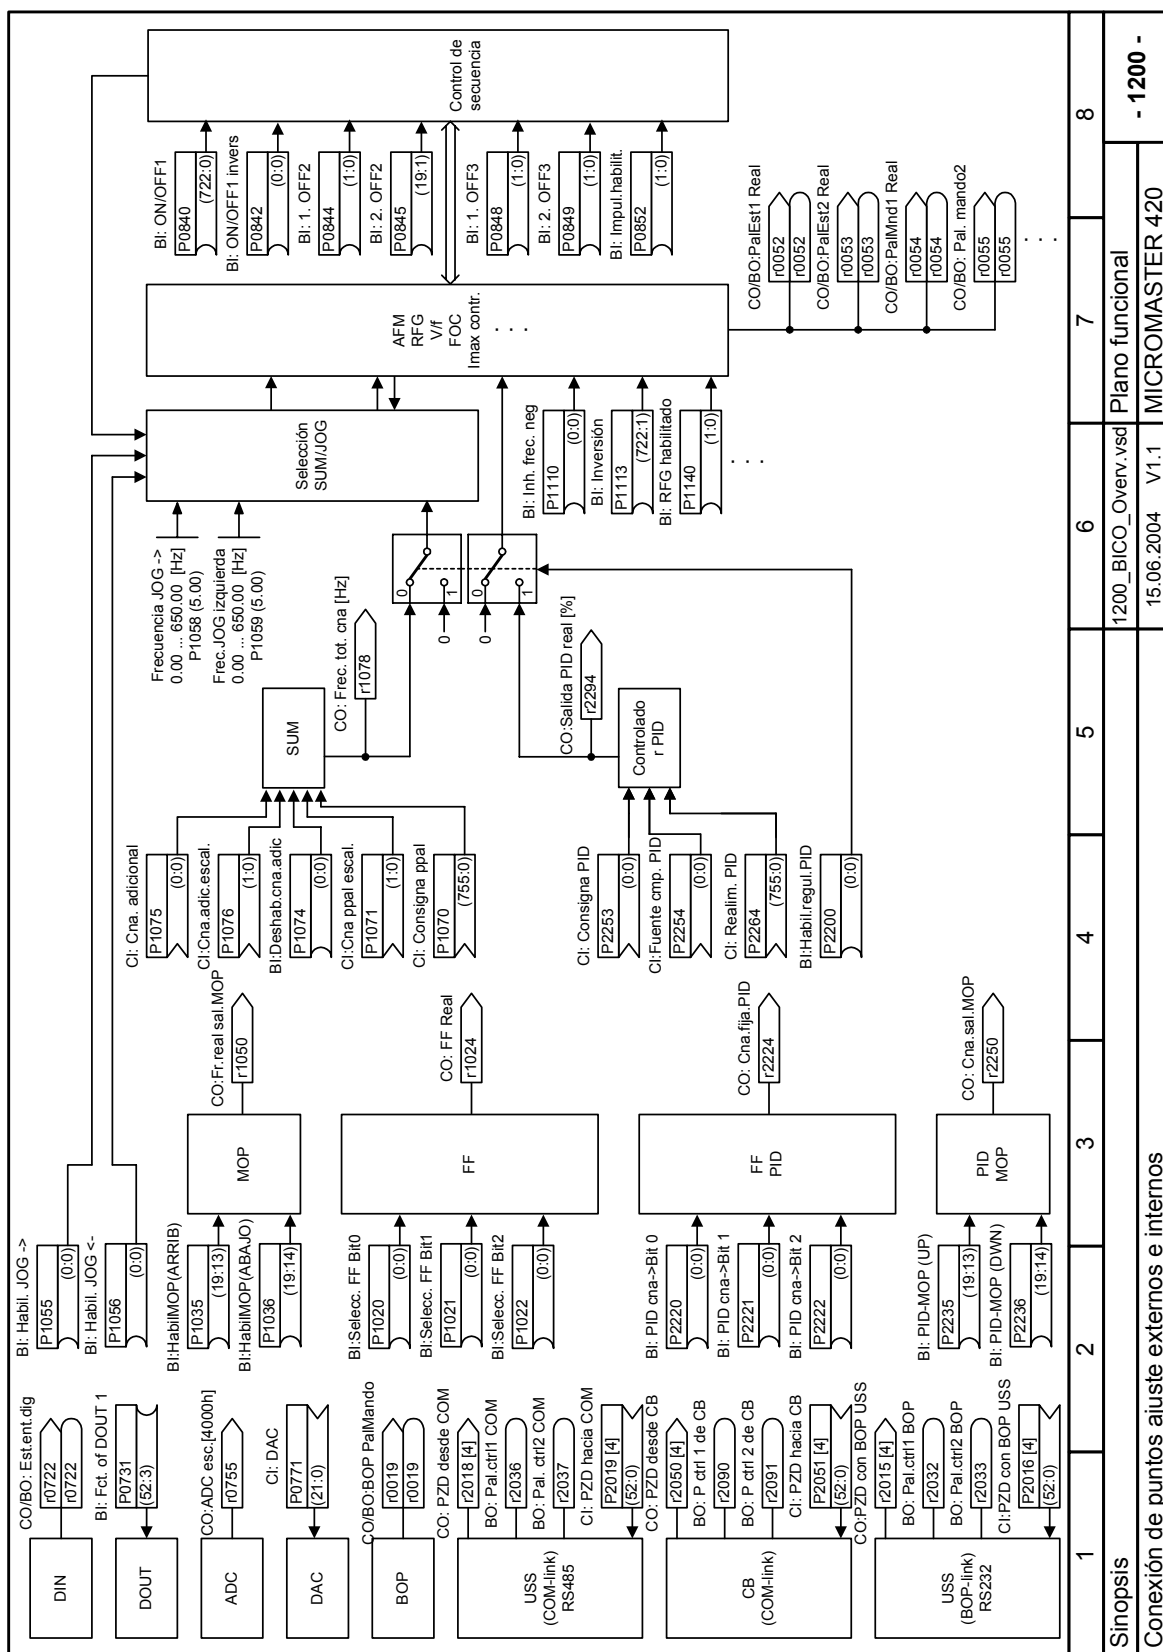 DIN
CO/BO: Est.ent.dig
r0722
r0722
DOUT
BI: Fct. of DOUT 1
P0731
(52:3)
ADC
CO:ADC esc.[4000h]
r0755
DAC
CI: DAC
P0771
(21:0)
BOP
CO/BO:BOP PalMando
r0019
r0019
USS
(COM-link)
RS485
CO: PZD desde COM
r2018 [4]
BO: Pal.ctrl1 COM
r2036
BO: Pal. ctrl2 COM
r2037
CI: PZD hacia COM
P2019 [4]
(52:0)
CB
(COM-link)
CO: PZD desde CB
r2050 [4]
BO: P ctrl 1 de CB
r2090
BO: P ctrl 2 de CB
r2091
CI: PZD hacia CB
P2051 [4]
(52:0)
USS
(BOP-link)
RS232
CO:PZD con BOP USS
r2015 [4]
BO: Pal.ctrl1 BOP
r2032
BO: Pal.ctrl2 BOP
r2033
CI:PZD con BOP USS
P2016 [4]
(52:0)
BI: Habil. JOG ->
P1055
(0:0)
BI: Habil. JOG <-
P1056
(0:0)
BI:HabilMOP(ARRIB)
P1035
(19:13)
BI:HabilMOP(ABAJO)
P1036
(19:14)
MOP
CO:Fr.real sal.MOP
r1050
BI:Selecc. FF Bit0
P1020
(0:0)
BI:Selecc. FF Bit1
P1021
(0:0)
BI:Selecc. FF Bit2
P1022
(0:0)
FF
CO: FF Real
r1024
BI: PID cna->Bit 0
P2220
(0:0)
BI: PID cna->Bit 1
P2221
(0:0)
BI: PID cna->Bit 2
P2222
(0:0)
FF
PID
CO: Cna.fija.PID
r2224
BI: PID-MOP (UP)
P2235
(19:13)
BI: PID-MOP (DWN)
P2236
(19:14)
PID
MOP
CO: Cna.sal.MOP
r2250
CI: Cna. adicional
P1075
(0:0)
CI:Cna.adic.escal.
P1076
(1:0)
BI:Deshab.cna.adic
P1074
(0:0)
CI:Cna ppal escal.
P1071
(1:0)
CI: Consigna ppal
P1070
(755:0)
SUM
CO: Frec. tot. cna [Hz]
r1078
CI: Consigna PID
P2253
(0:0)
CI:Fuente cmp. PID
P2254
(0:0)
CI: Realim. PID
P2264
(755:0)
BI:Habil.regul.PID
P2200
(0:0)
Controlado
r PID
CO:Salida PID real [%]
r2294
Frecuencia JOG ->
0.00 ... 650.00 [Hz]
P1058 (5.00)
Frec.JOG izquierda
0.00 ... 650.00 [Hz]
P1059 (5.00)
0
1
0
0
1
0
Selección
SUM/JOG
BI: Inh. frec. neg
P1110
(0:0)
BI: Inversión
P1113
(722:1)
BI: RFG habilitado
P1140
(1:0)
. . .
AFM
RFG
V/f
FOC
Imax contr.
. . .
BI: ON/OFF1
P0840
(722:0)
BI: ON/OFF1 invers
P0842
(0:0)
BI: 1. OFF2
P0844
(1:0)
BI: 2. OFF2
P0845
(19:1)
BI: 1. OFF3
P0848
(1:0)
BI: 2. OFF3
P0849
(1:0)
BI: Impul.habilit.
P0852
(1:0)
Control de
secuencia
CO/BO:PalEst1 Real
r0052
r0052
CO/BO:PalEst2 Real
r0053
r0053
CO/BO:PalMnd1 Real
r0054
r0054
CO/BO: Pal. mando2
r0055
r0055
. . .
1 2 3 4 5 6 7 8
Sinopsis
1200_BICO_Overv.vsd
Plano funcional
- 1200 -
Conexión de puntos ajuste externos e internos
15.06.2004 V1.1
MICROMASTER 420